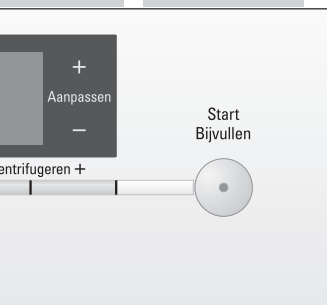 +
Aanpassen
−
Start
Bijvullen
entrifugeren +